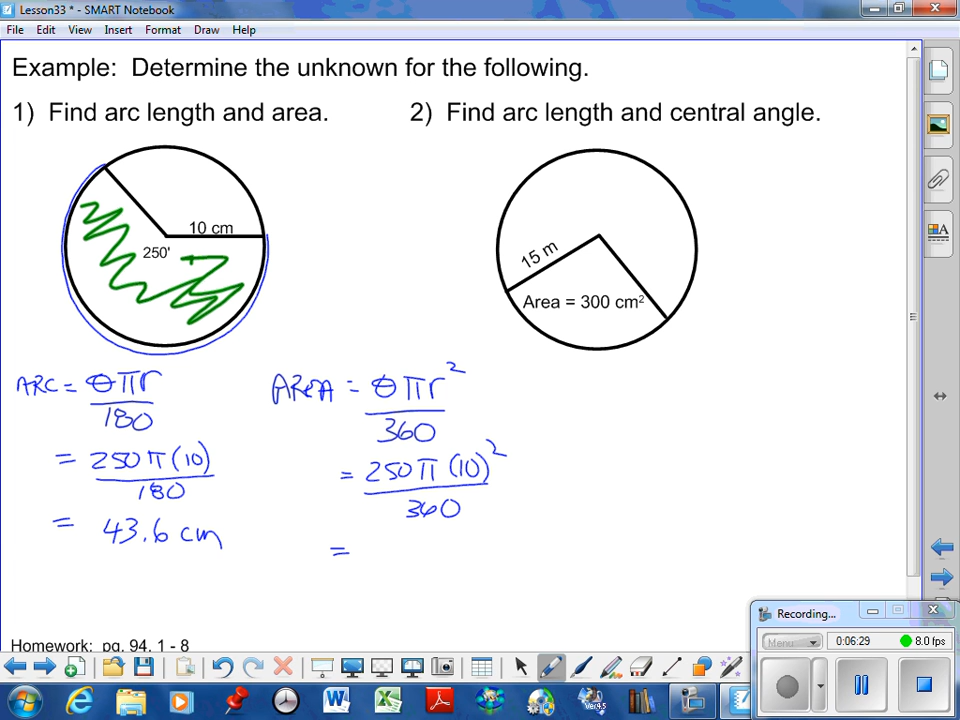 Lesson33 * - SMART Notebook
File Edit View Insert Format Draw Help
Example: Determine the unknown for the following.
1) Find arc length and area.
2) Find arc length and central angle.
10 cm
250'
15 m
Area = 300 cm²
ARC = θπr
180
= 250π(10)
180
= 43.6 cm
AREA = θπr²
360
= 250π(10)²
360
=
Homework: pg. 94, 1 - 8
Recording...
Menu
0:06:29
8.0 fps